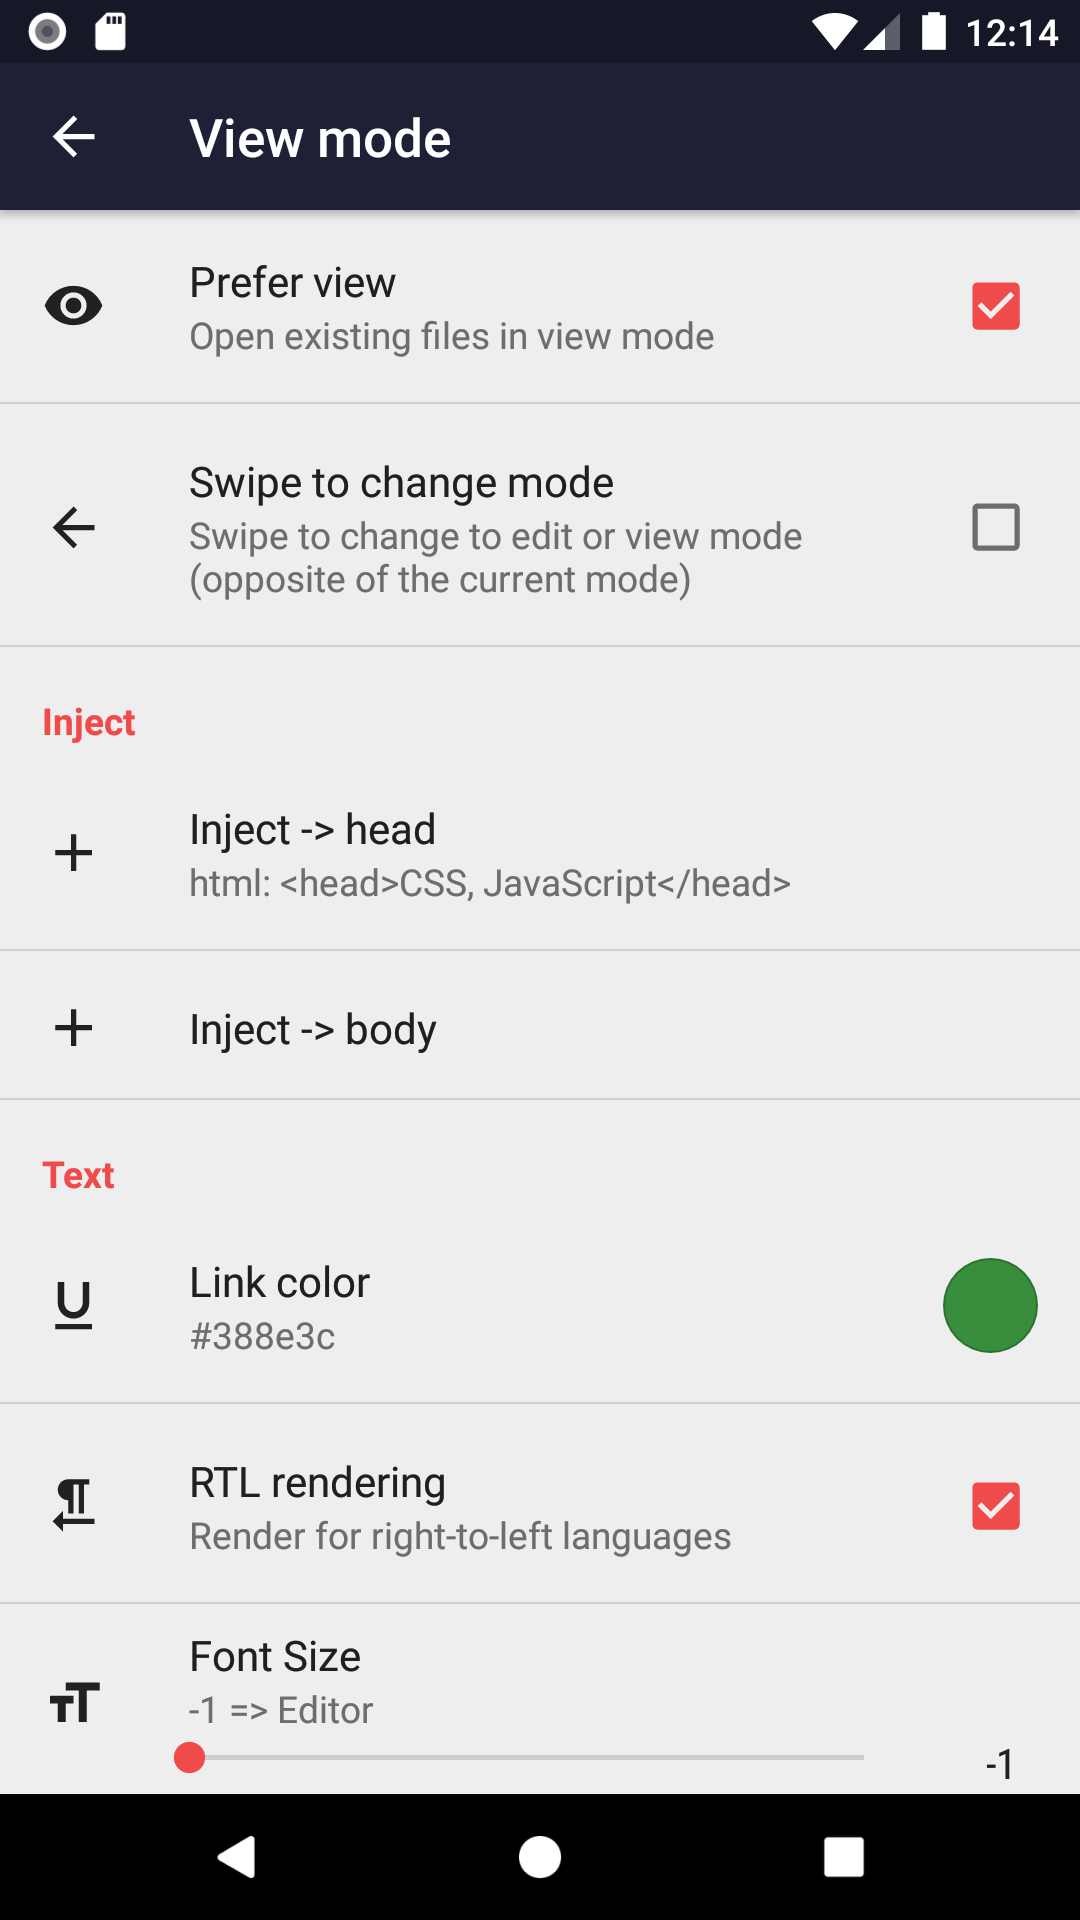 12:14
View mode
Prefer view
Open existing files in view mode
Swipe to change mode
Swipe to change to edit or view mode
(opposite of the current mode)
Inject
Inject -> head
html: <head>CSS, JavaScript</head>
Inject -> body
Text
Link color
#388e3c
RTL rendering
Render for right-to-left languages
Font Size
-1 => Editor
-1